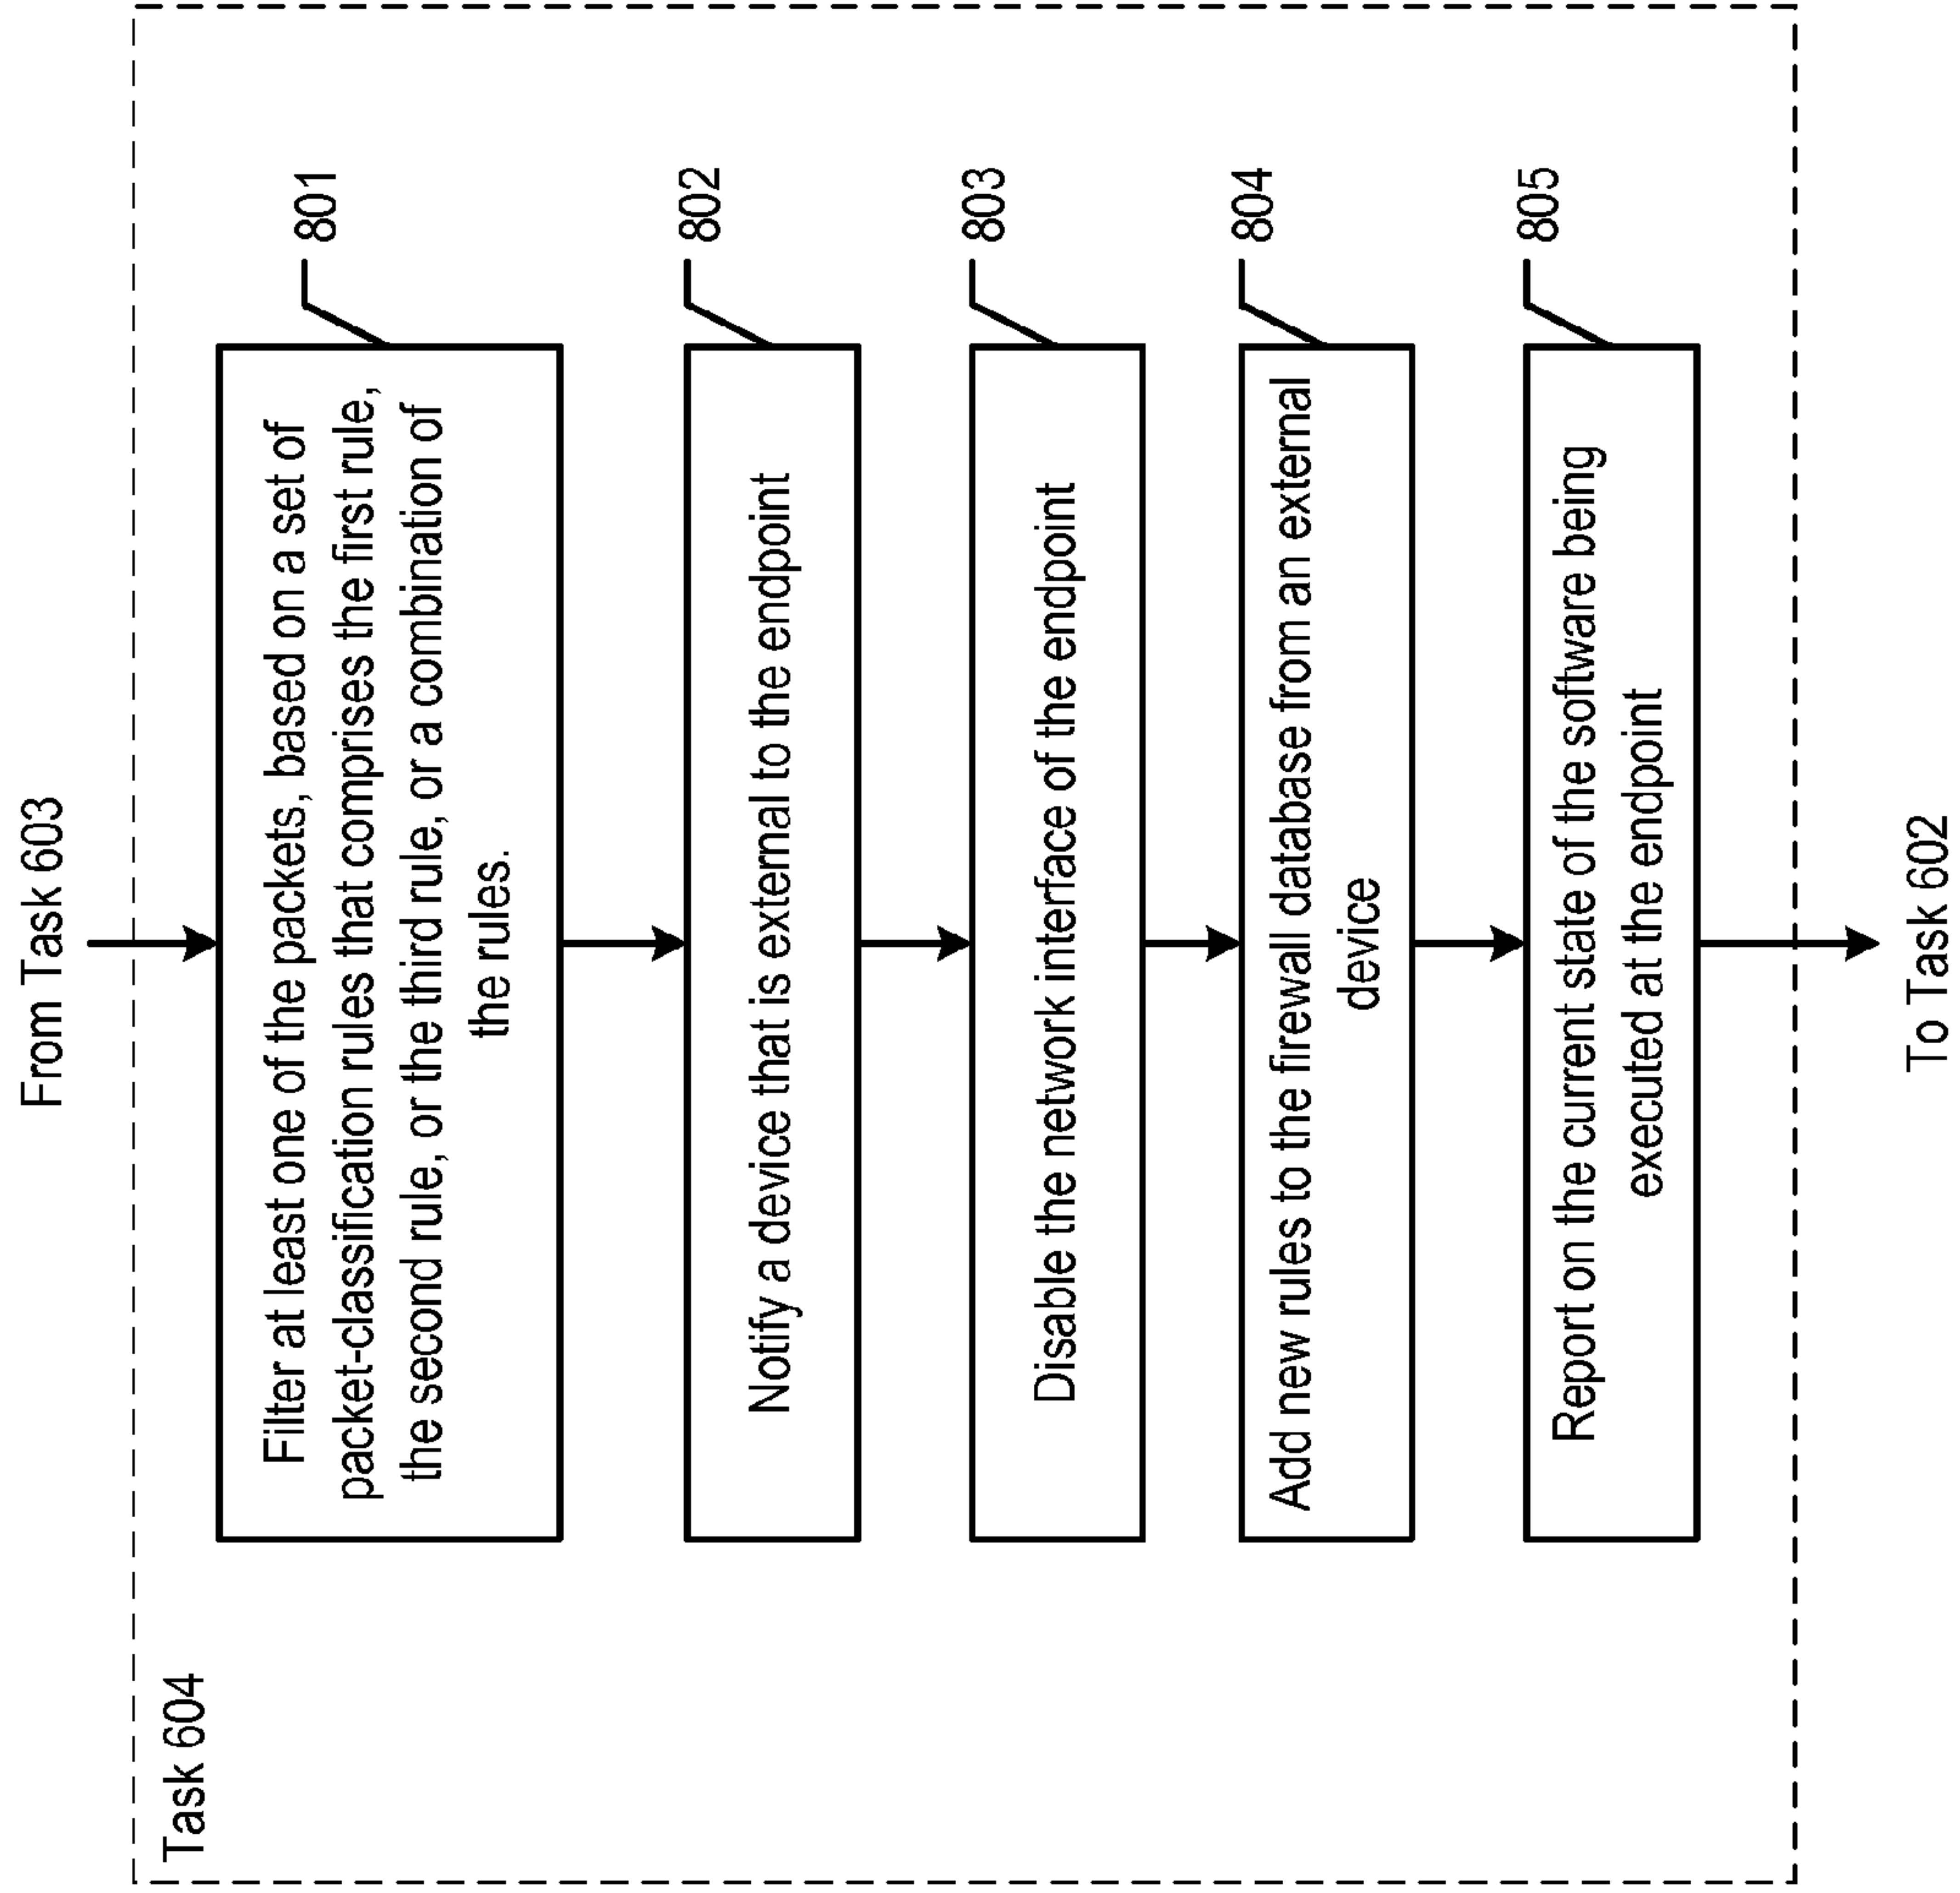 From Task 603
Task 604
Filter at least one of the packets, based on a set of
packet-classification rules that comprises the first rule,
the second rule, or the third rule, or a combination of
the rules.
801
Notify a device that is external to the endpoint
802
Disable the network interface of the endpoint
803
Add new rules to the firewall database from an external
device
804
Report on the current state of the software being
executed at the endpoint
805
To Task 602